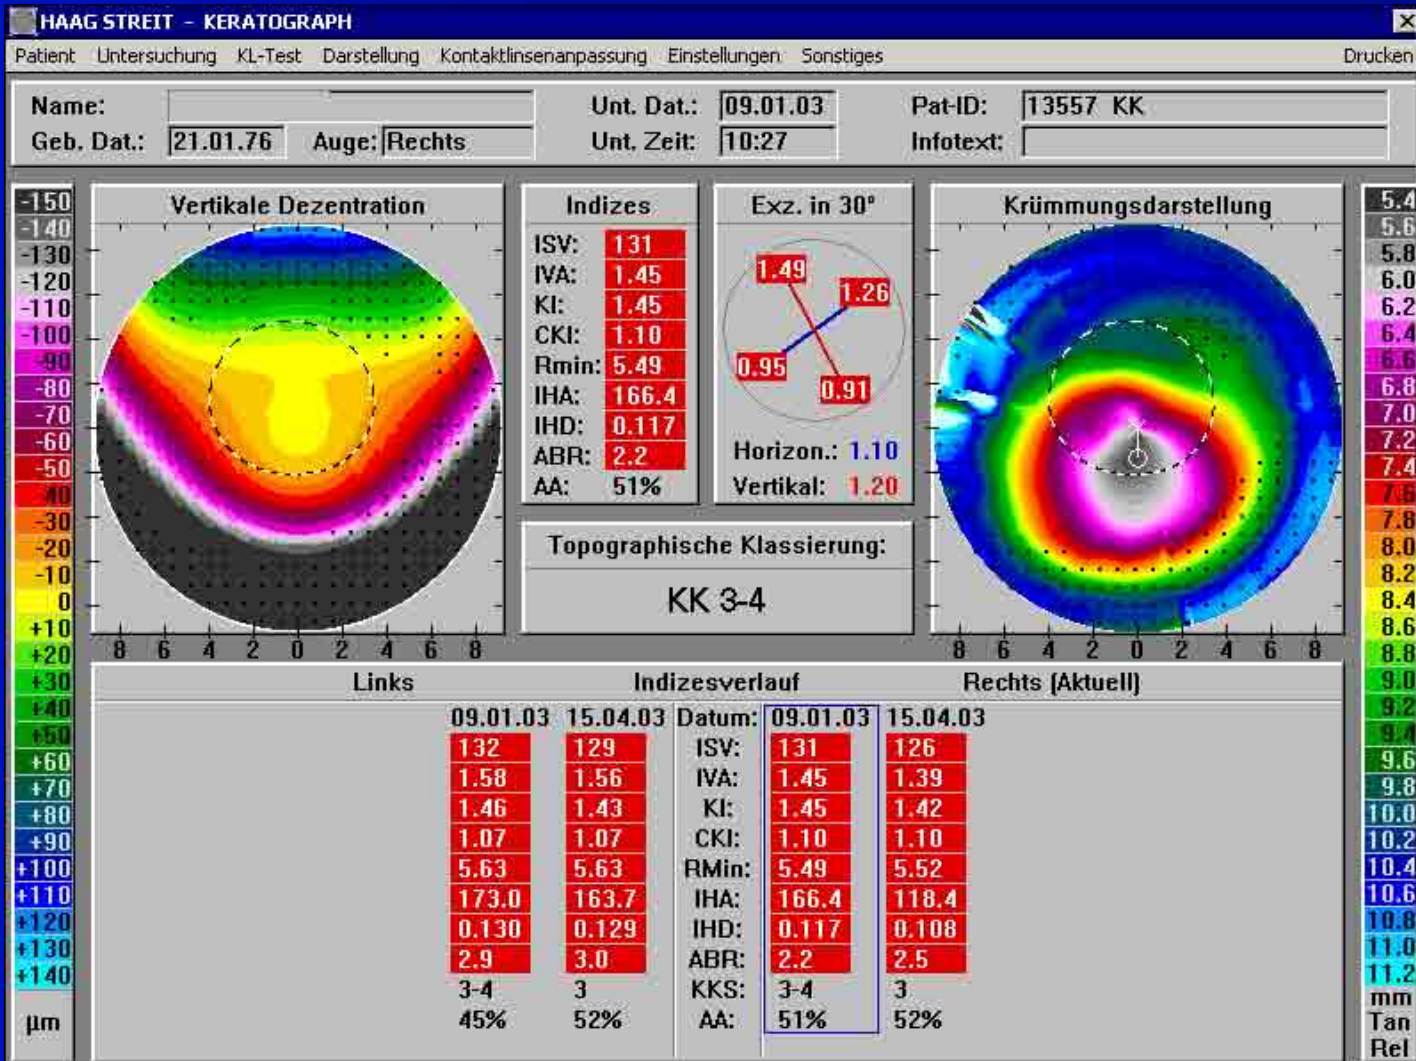 HAAG STREIT - KERATOGRAPH
Patient Untersuchung KL-Test Darstellung Kontaktlinsenanpassung Einstellungen Sonstiges Drucken
Name: Unt. Dat.: 09.01.03 Pat-ID: 13557 KK
Geb. Dat.: 21.01.76 Auge: Rechts Unt. Zeit: 10:27 Infotext:
-150
-140
-130
-120
-110
-100
-90
-80
-70
-60
-50
-40
-30
-20
-10
0
+10
+20
+30
+40
+50
+60
+70
+80
+90
+100
+110
+120
+130
+140
µm
Vertikale Dezentration
8 6 4 2 0 2 4 6 8
Indizes
ISV: 131
IVA: 1.45
KI: 1.45
CKI: 1.10
Rmin: 5.49
IHA: 166.4
IHD: 0.117
ABR: 2.2
AA: 51%
Exz. in 30°
1.49
1.26
0.95
0.91
Horizon.: 1.10
Vertikal: 1.20
Topographische Klassierung:
KK 3-4
Krümmungsdarstellung
8 6 4 2 0 2 4 6 8
5.4
5.6
5.8
6.0
6.2
6.4
6.6
6.8
7.0
7.2
7.4
7.6
7.8
8.0
8.2
8.4
8.6
8.8
9.0
9.2
9.4
9.6
9.8
10.0
10.2
10.4
10.6
10.8
11.0
11.2
mm
Tan
Rel
Links Indizesverlauf Rechts (Aktuell)
09.01.03 15.04.03 Datum: 09.01.03 15.04.03
132 129 ISV: 131 126
1.58 1.56 IVA: 1.45 1.39
1.46 1.43 KI: 1.45 1.42
1.07 1.07 CKI: 1.10 1.10
5.63 5.63 RMin: 5.49 5.52
173.0 163.7 IHA: 166.4 118.4
0.130 0.129 IHD: 0.117 0.108
2.9 3.0 ABR: 2.2 2.5
3-4 3 KKS: 3-4 3
45% 52% AA: 51% 52%